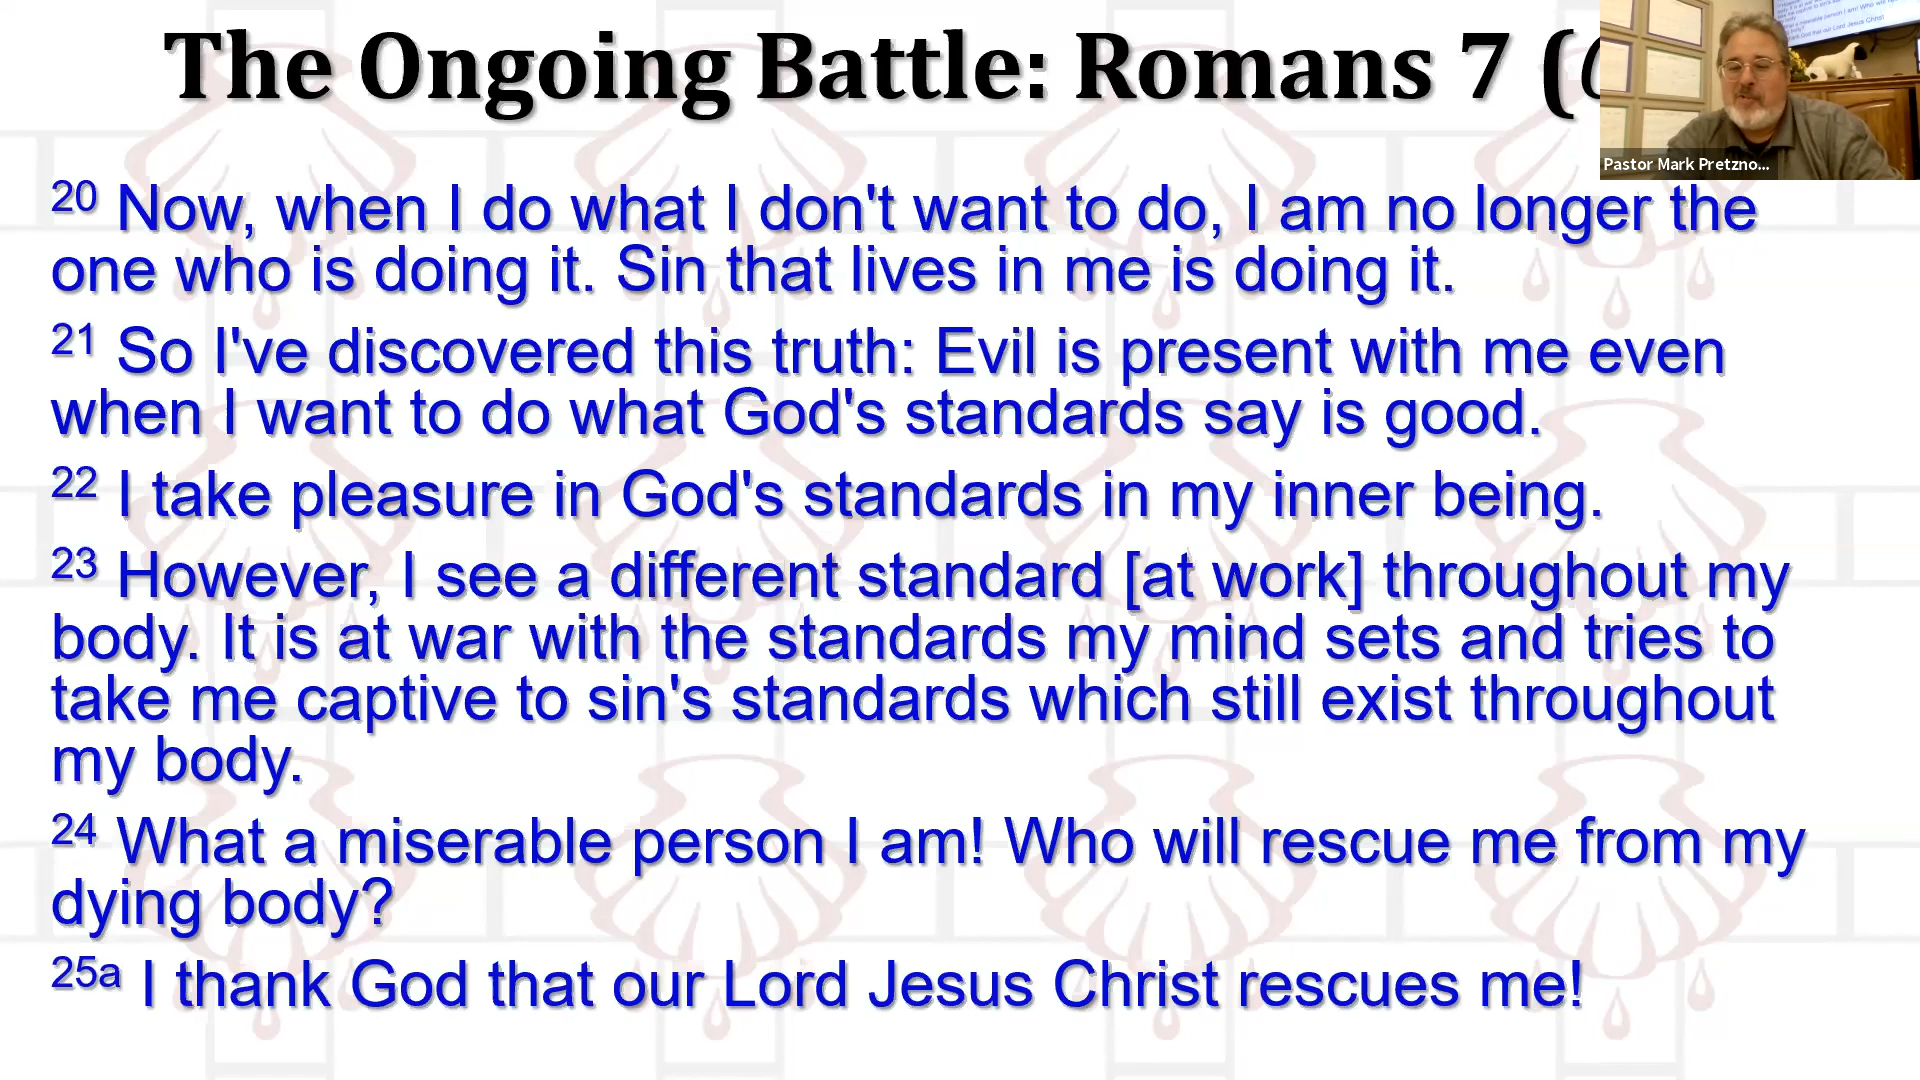 The Ongoing Battle: Romans 7 (
Pastor Mark Pretzno...
20 Now, when I do what I don't want to do, I am no longer the
one who is doing it. Sin that lives in me is doing it.
21 So I've discovered this truth: Evil is present with me even
when I want to do what God's standards say is good.
22 I take pleasure in God's standards in my inner being.
23 However, I see a different standard [at work] throughout my
body. It is at war with the standards my mind sets and tries to
take me captive to sin's standards which still exist throughout
my body.
24 What a miserable person I am! Who will rescue me from my
dying body?
25a I thank God that our Lord Jesus Christ rescues me!